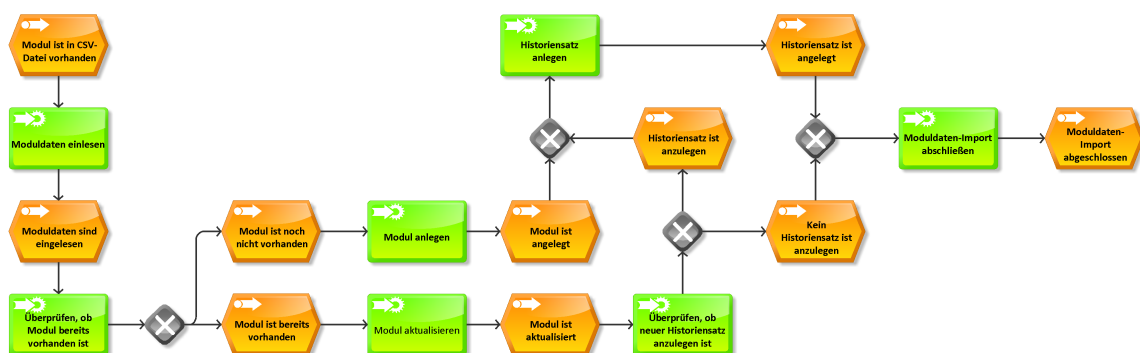 Modul ist in CSV-
Datei vorhanden
Moduldaten einlesen
Moduldaten sind
eingelesen
Überprüfen, ob
Modul bereits
vorhanden ist
Modul ist noch
nicht vorhanden
Modul anlegen
Modul ist
angelegt
Modul ist bereits
vorhanden
Modul aktualisieren
Modul ist
aktualisiert
Überprüfen, ob
neuer Historiensatz
anzulegen ist
Historiensatz ist
anzulegen
Kein
Historiensatz ist
anzulegen
Historiensatz
anlegen
Historiensatz ist
angelegt
Moduldaten-Import
abschließen
Moduldaten-
Import
abgeschlossen